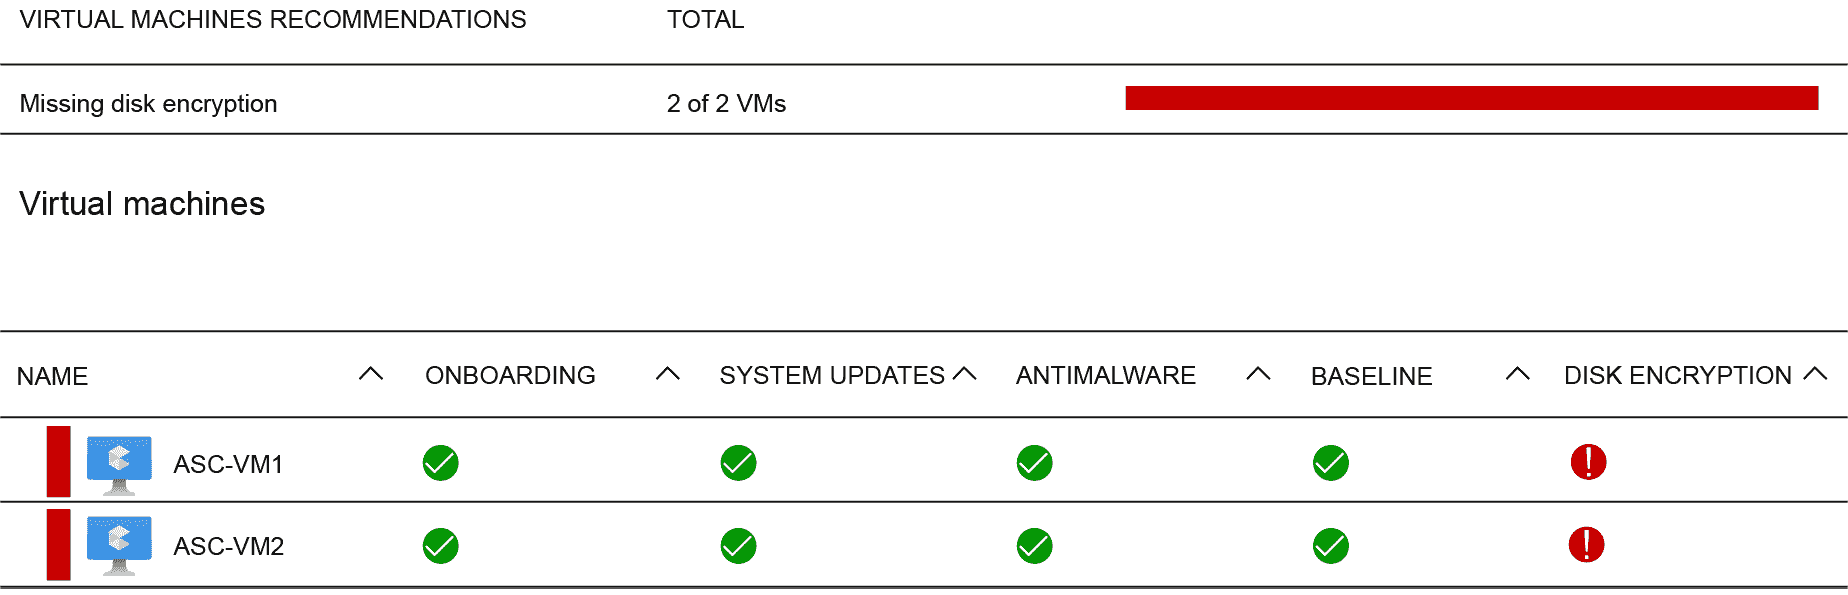 VIRTUAL MACHINES RECOMMENDATIONS TOTAL
Missing disk encryption 2 of 2 VMs
Virtual machines
NAME ONBOARDING SYSTEM UPDATES ANTIMALWARE BASELINE DISK ENCRYPTION
ASC-VM1
ASC-VM2